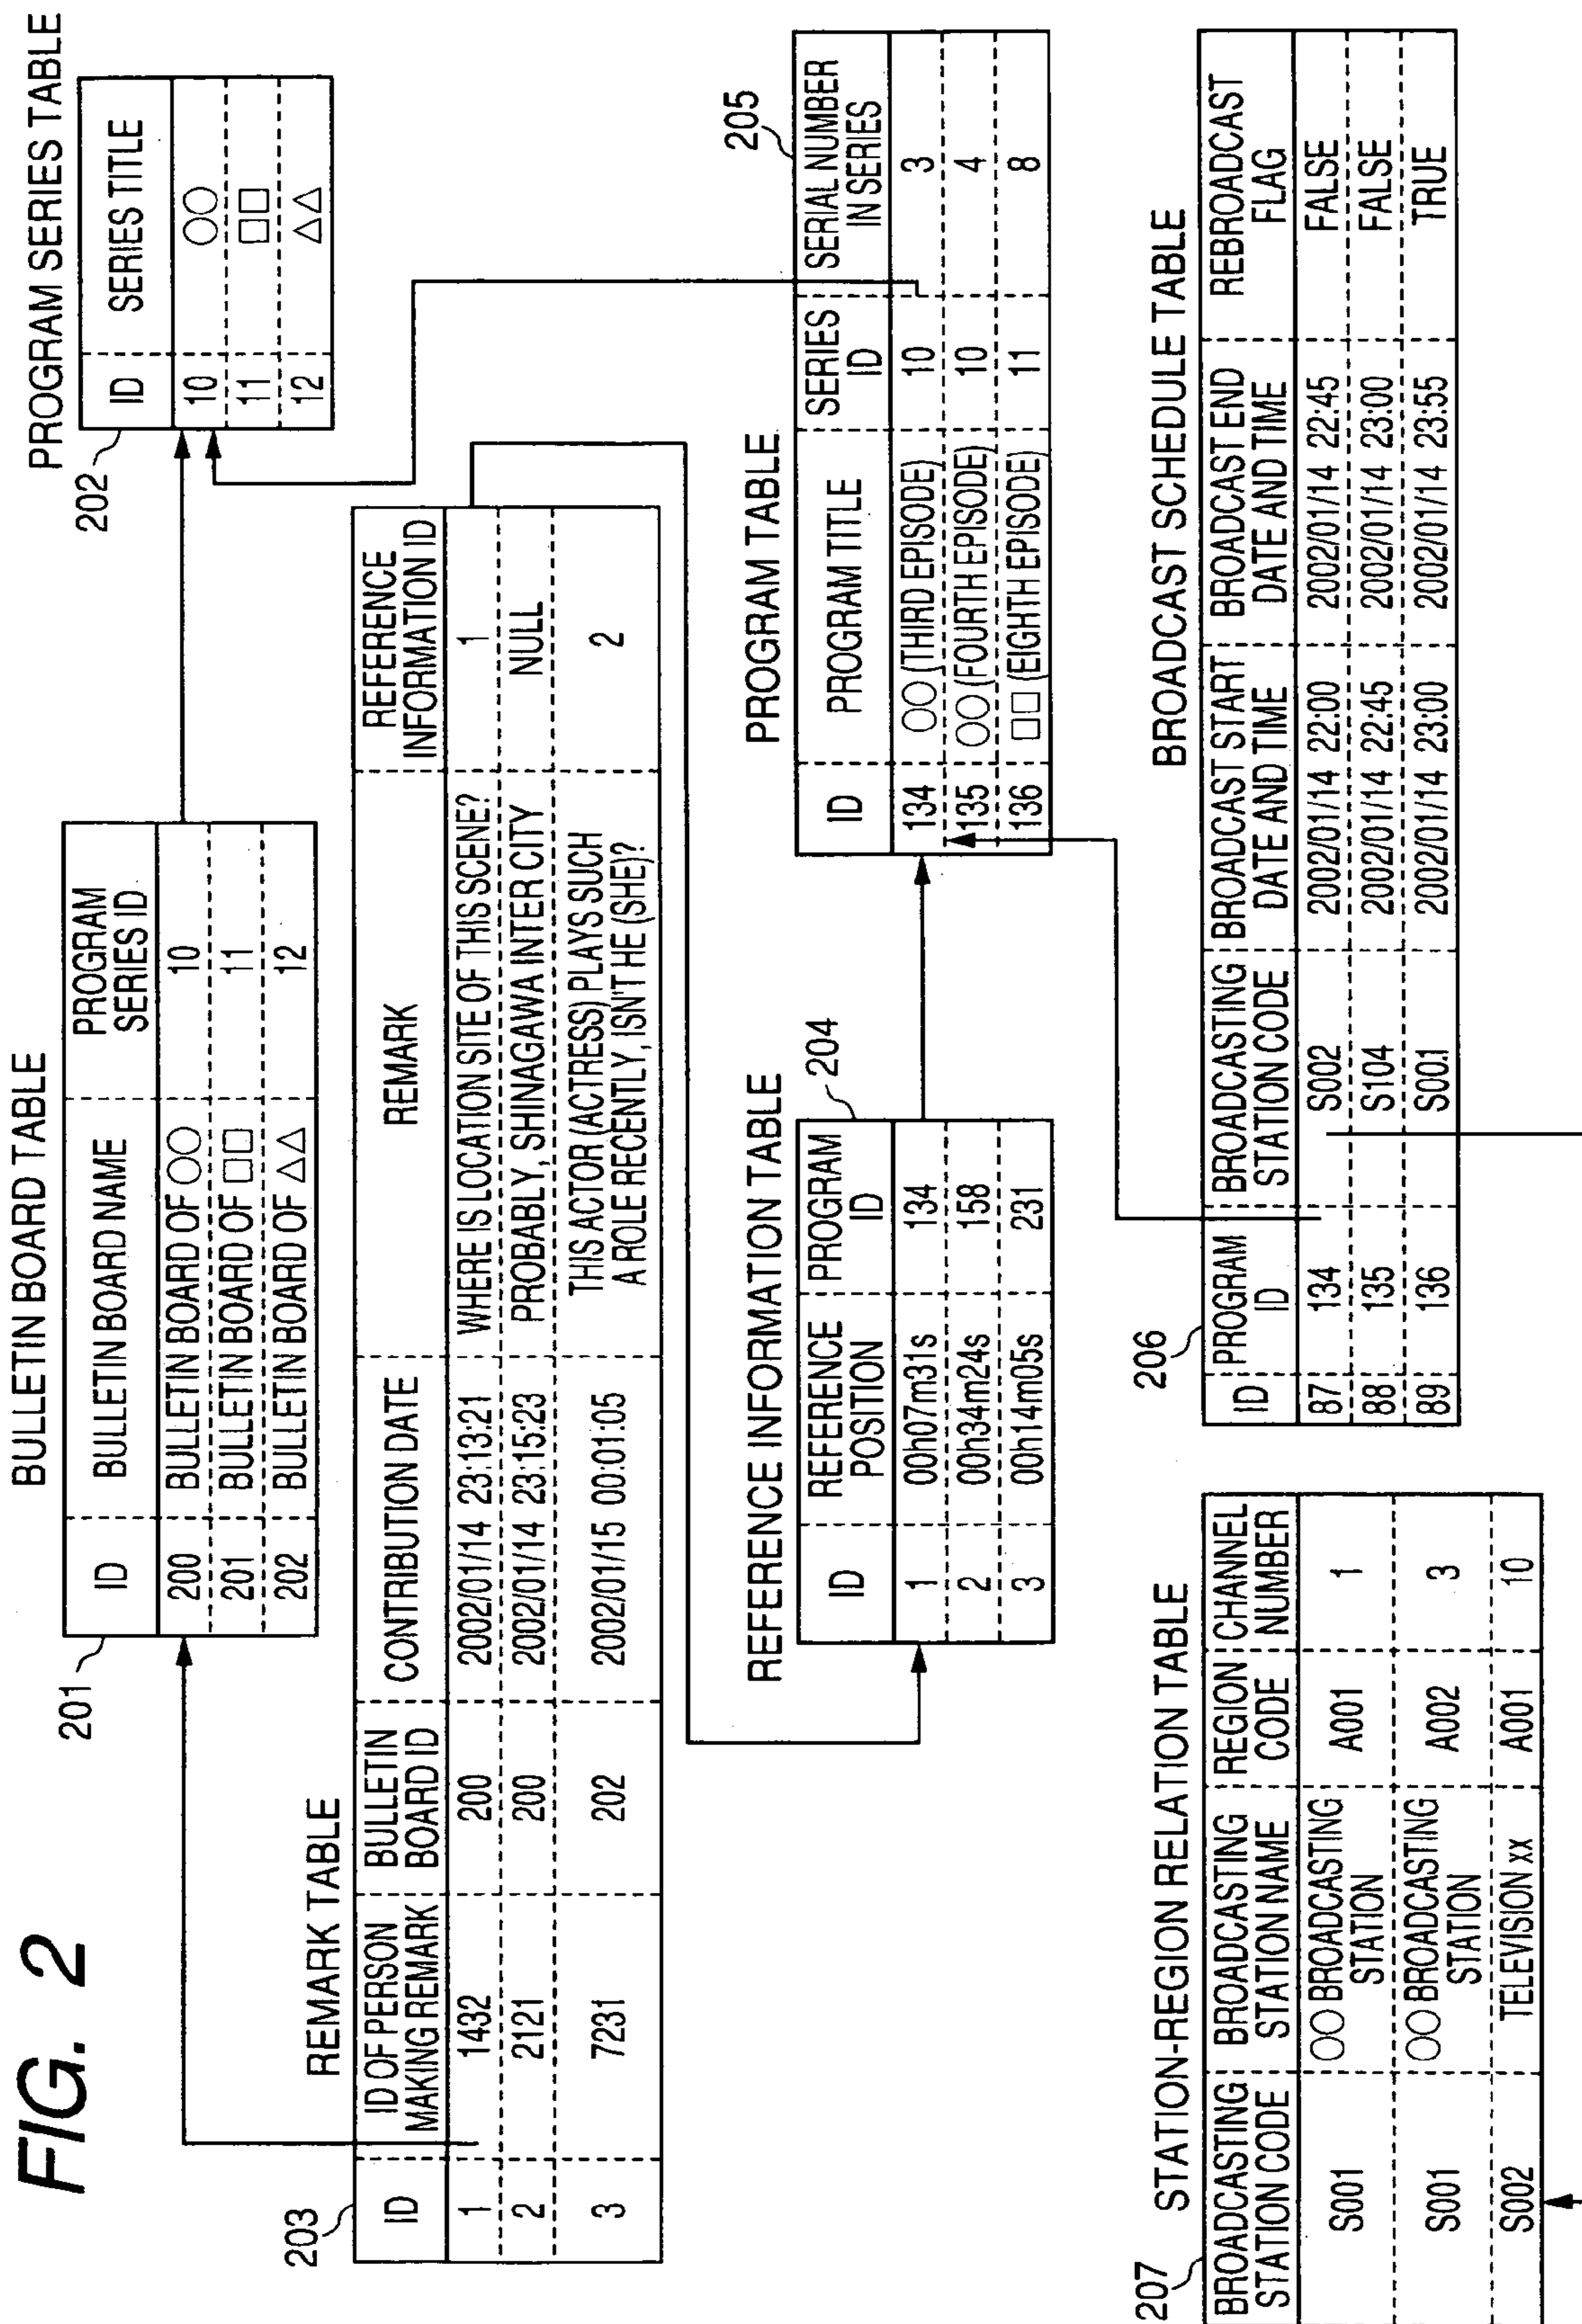 FIG. 2
BULLETIN BOARD TABLE
201
ID BULLETIN BOARD NAME PROGRAM SERIES ID
200 BULLETIN BOARD OF ○○ 10
201 BULLETIN BOARD OF □□ 11
202 BULLETIN BOARD OF △△ 12
PROGRAM SERIES TABLE
202
ID SERIES TITLE
10 ○○
11 □□
12 △△
REMARK TABLE
203
ID ID OF PERSON MAKING REMARK BULLETIN BOARD ID CONTRIBUTION DATE REMARK REFERENCE INFORMATION ID
1 1432 200 2002/01/14 23:13:21 WHERE IS LOCATION SITE OF THIS SCENE? 1
2 2121 200 2002/01/14 23:15:23 PROBABLY, SHINAGAWA INTER CITY NULL
3 7231 202 2002/01/15 00:01:05 THIS ACTOR (ACTRESS) PLAYS SUCH A ROLE RECENTLY, ISN'T HE (SHE)? 2
REFERENCE INFORMATION TABLE
204
ID REFERENCE POSITION PROGRAM ID
1 00h07m31s 134
2 00h34m24s 158
3 00h14m05s 231
PROGRAM TABLE
205
ID PROGRAM TITLE SERIES ID SERIAL NUMBER IN SERIES
134 ○○ (THIRD EPISODE) 10 3
135 ○○ (FOURTH EPISODE) 10 4
136 □□ (EIGHTH EPISODE) 11 8
STATION-REGION RELATION TABLE
207
BROADCASTING STATION CODE BROADCASTING STATION NAME REGION CODE CHANNEL NUMBER
S001 ○○ BROADCASTING STATION A001 1
S001 ○○ BROADCASTING STATION A002 3
S002 TELEVISION xx A001 10
BROADCAST SCHEDULE TABLE
206
ID PROGRAM ID BROADCASTING STATION CODE BROADCAST START DATE AND TIME BROADCAST END DATE AND TIME REBROADCAST FLAG
87 134 S002 2002/01/14 22:00 2002/01/14 22:45 FALSE
88 135 S104 2002/01/14 22:45 2002/01/14 23:00 FALSE
89 136 S001 2002/01/14 23:00 2002/01/14 23:55 TRUE